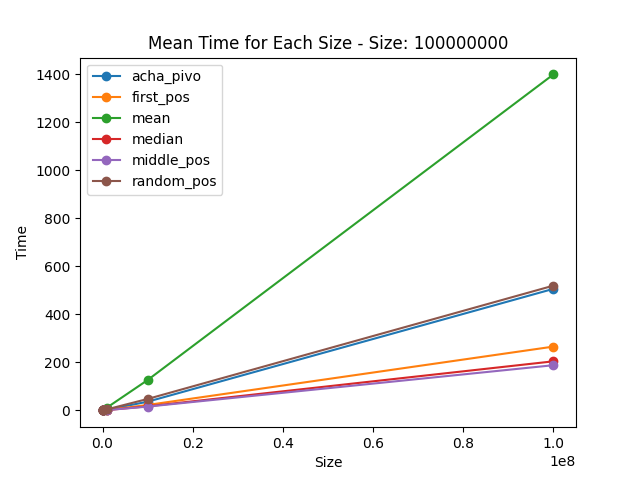 Mean Time for Each Size - Size: 100000000
acha_pivo
first_pos
mean
median
middle_pos
random_pos
1400
1200
1000
800
600
400
200
0
Time
0.0 0.2 0.4 0.6 0.8 1.0
1e8
Size